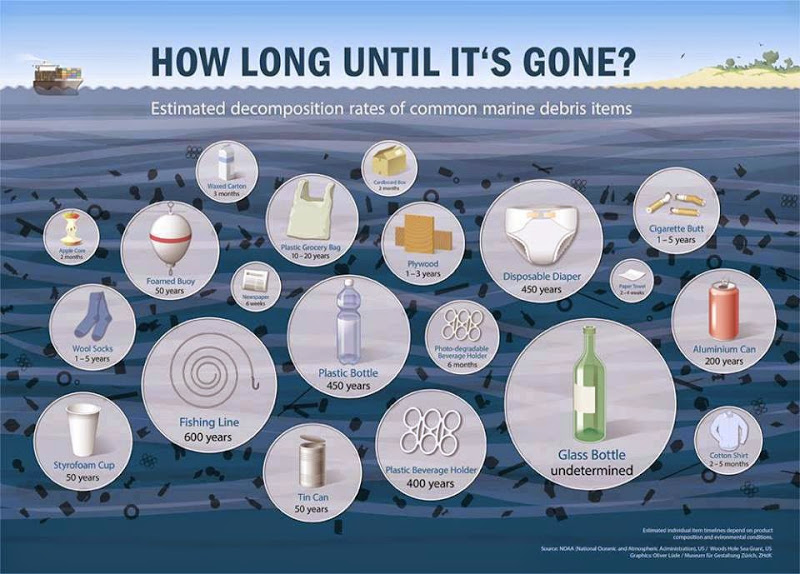 HOW LONG UNTIL IT'S GONE?
Estimated decomposition rates of common marine debris items
Waxed Carton
3 months
Cardboard Box
2 months
Apple Core
2 months
Foamed Buoy
50 years
Plastic Grocery Bag
10 – 20 years
Plywood
1 – 3 years
Disposable Diaper
450 years
Cigarette Butt
1 – 5 years
Newspaper
6 weeks
Paper Towel
2–4 weeks
Wool Socks
1 – 5 years
Plastic Bottle
450 years
Photo-degradable
Beverage Holder
6 months
Aluminium Can
200 years
Fishing Line
600 years
Glass Bottle
undetermined
Styrofoam Cup
50 years
Tin Can
50 years
Plastic Beverage Holder
400 years
Cotton Shirt
2 – 5 months
Estimated individual item timelines depend on product
composition and evironmental conditions.
Source: NOAA (National Oceanic and Atmospheric Administration), US / Woods Hole Sea Grant, US
Graphics: Oliver Lüde / Museum für Gestaltung Zürich, ZHdK